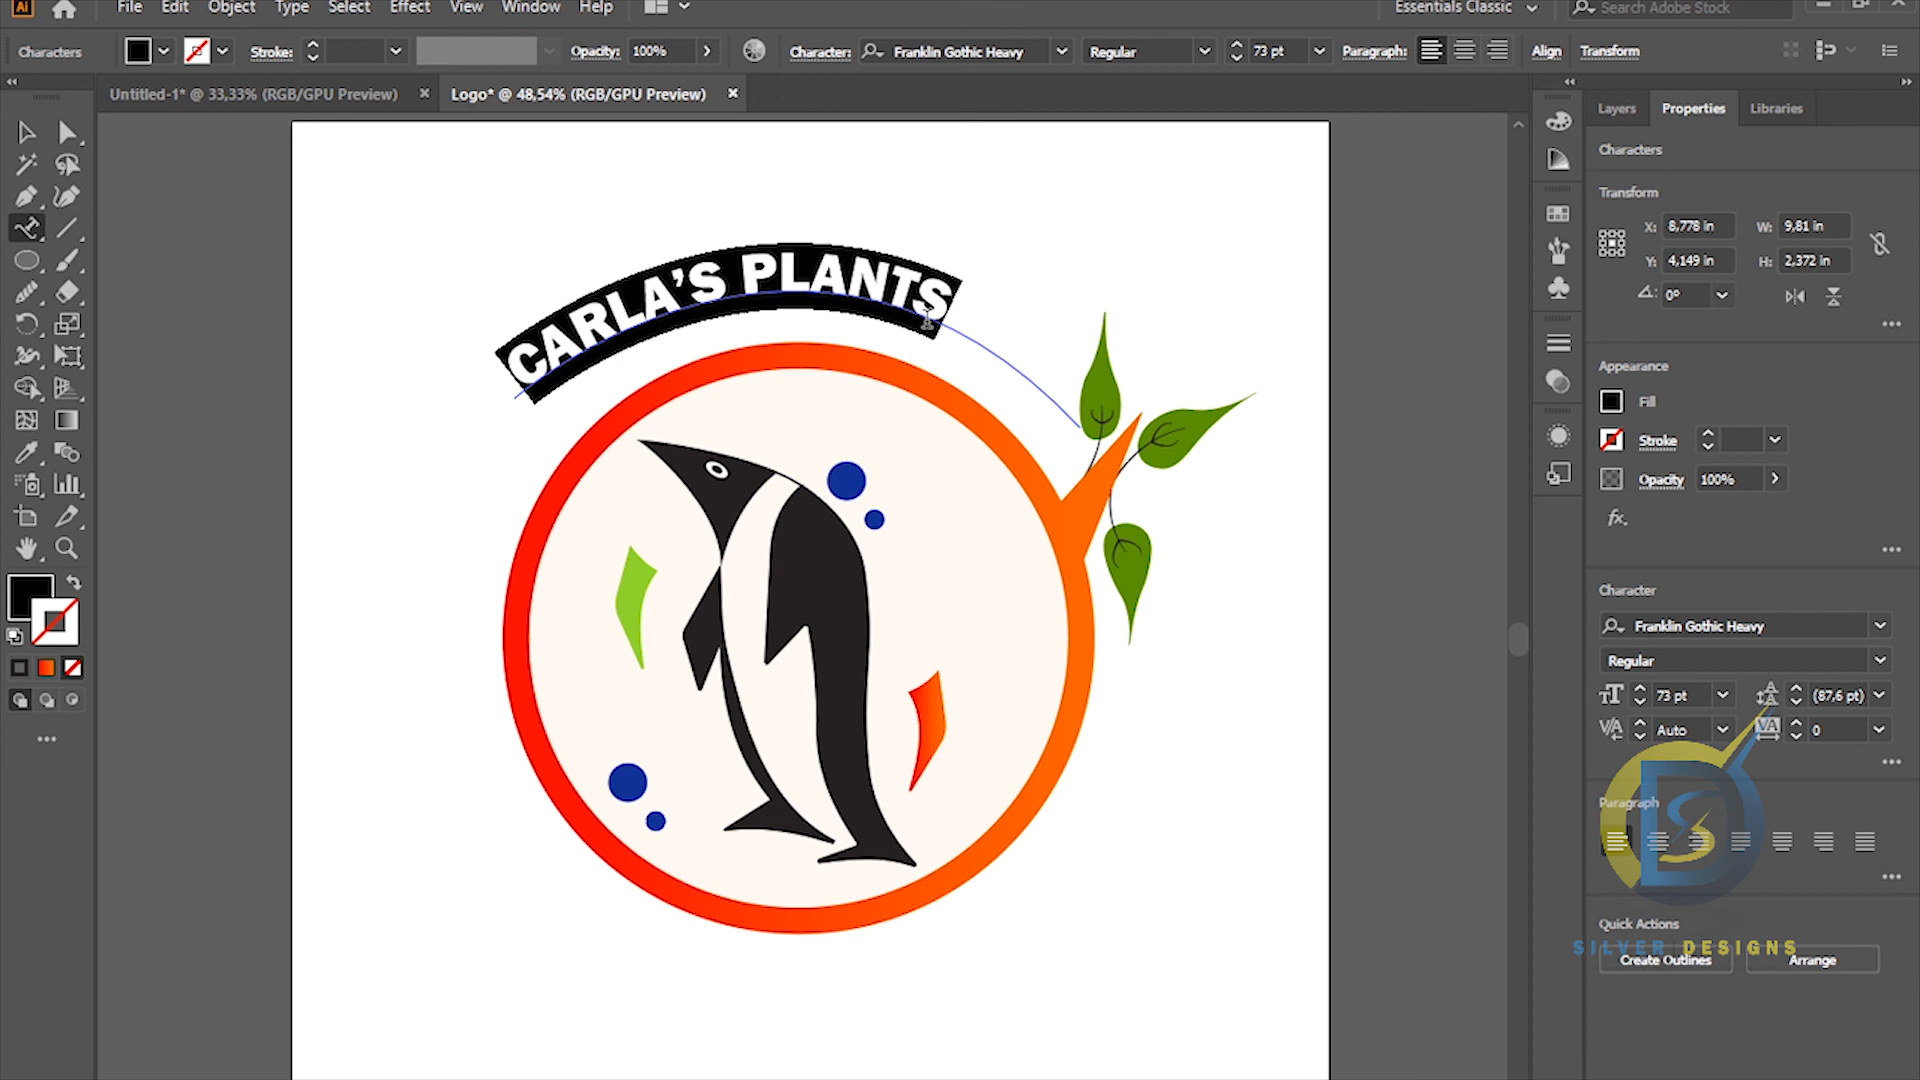 Ai File Edit Object Type Select Effect View Window Help Essentials Classic Search Adobe Stock
Characters Stroke: Opacity: 100% Character: Franklin Gothic Heavy Regular 73 pt Paragraph: Align Transform
Untitled-1* @ 33,33% (RGB/GPU Preview) Logo* @ 48,54% (RGB/GPU Preview)
CARLA'S PLANTS
Layers Properties Libraries
Characters
Transform
X: 8,778 in W: 9,81 in
Y: 4,149 in H: 2,372 in
0°
Appearance
Fill
Stroke
Opacity 100%
fx.
Character
Franklin Gothic Heavy
Regular
73 pt (87,6 pt)
Auto 0
Paragraph
Quick Actions
SILVER DESIGNS
Create Outlines Arrange